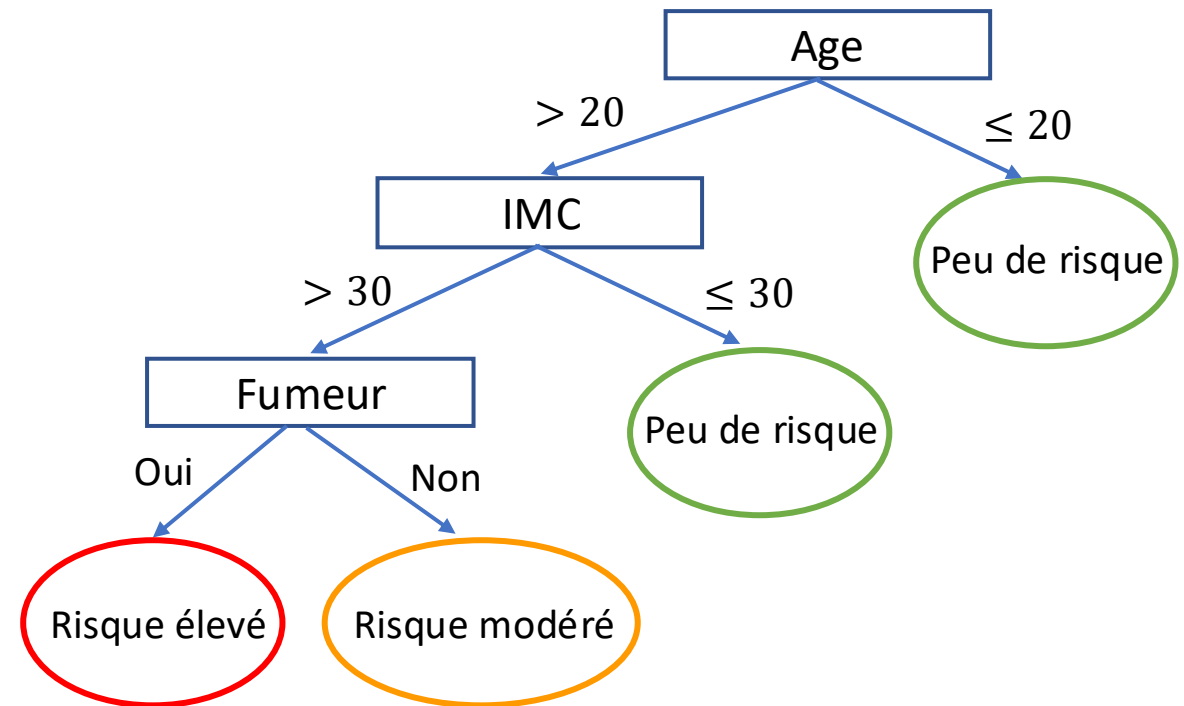 Age
> 20
≤ 20
IMC
Peu de risque
> 30
≤ 30
Fumeur
Peu de risque
Oui
Non
Risque élevé
Risque modéré